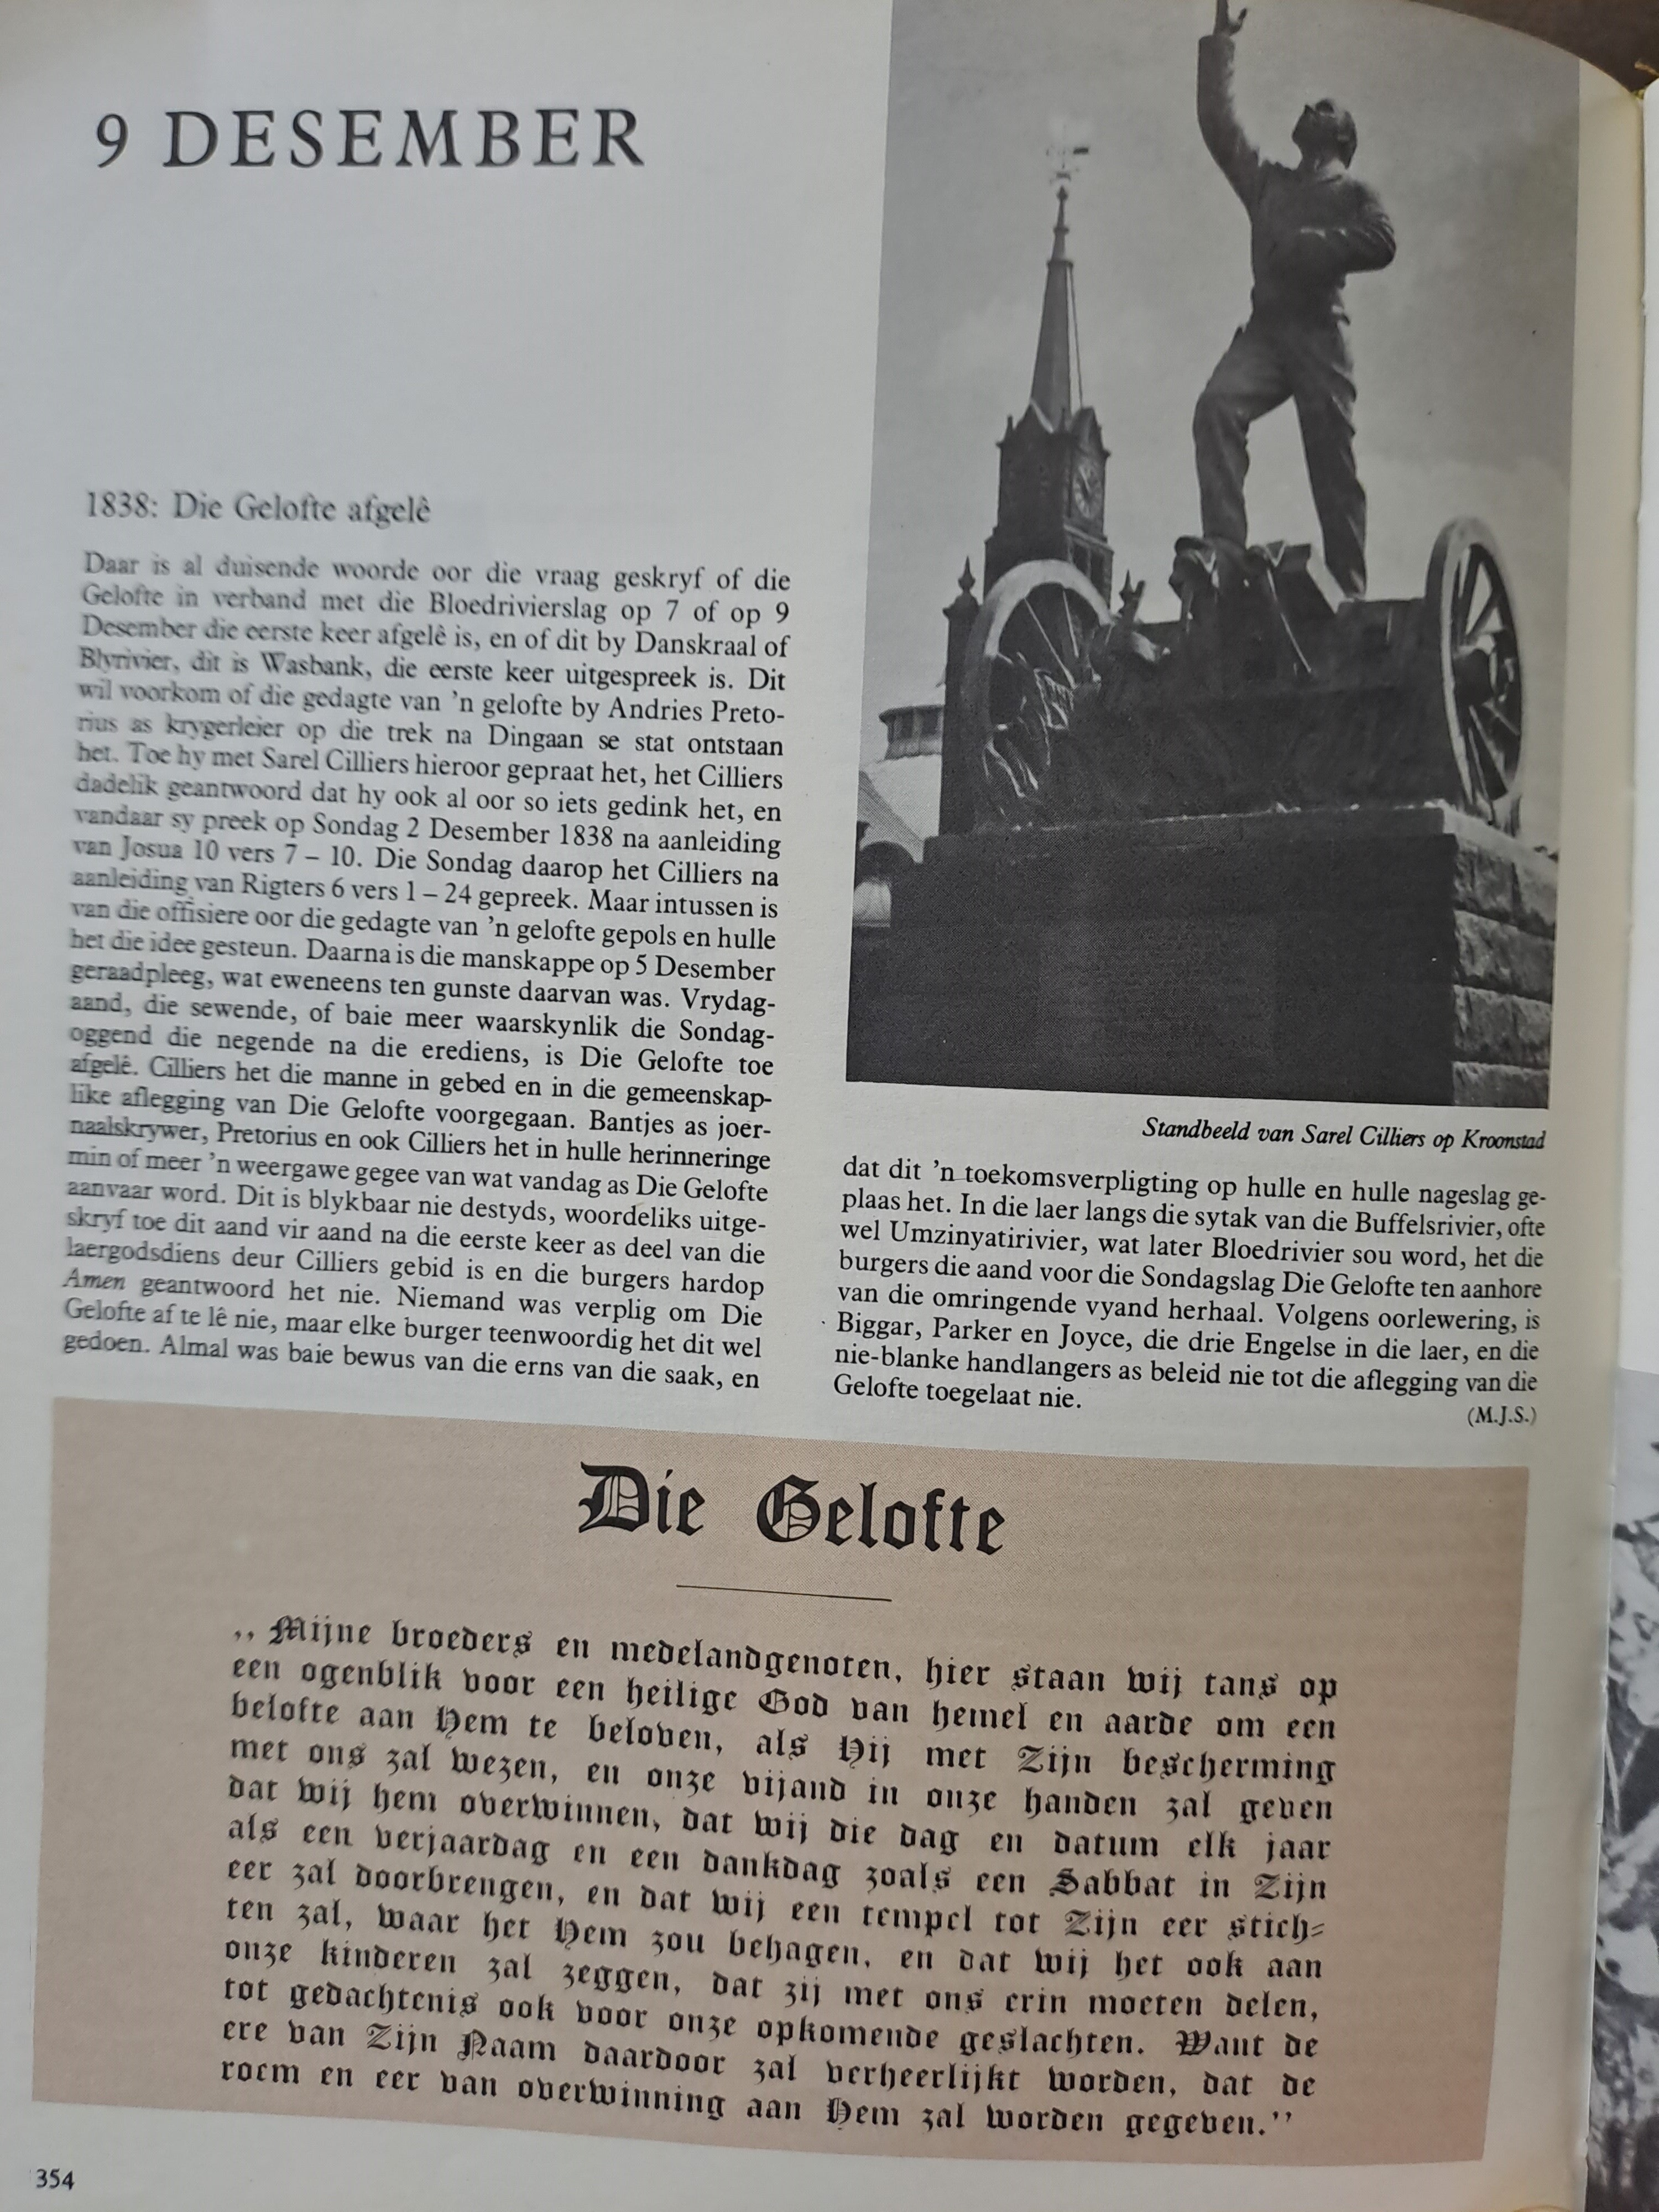 9 DESEMBER
1838: Die Gelofte afgelê
Daar is al duisende woorde oor die vraag geskryf of die
Gelofte in verband met die Bloedrivierslag op 7 of op 9
Desember die eerste keer afgelê is, en of dit by Danskraal of
Blyrivier, dit is Wasbank, die eerste keer uitgespreek is. Dit
wil voorkom of die gedagte van 'n gelofte by Andries Preto-
rius as krygerleier op die trek na Dingaan se stat ontstaan
het. Toe hy met Sarel Cilliers hieroor gepraat het, het Cilliers
dadelik geantwoord dat hy ook al oor so iets gedink het, en
vandaar sy preek op Sondag 2 Desember 1838 na aanleiding
van Josua 10 vers 7 – 10. Die Sondag daarop het Cilliers na
aanleiding van Rigters 6 vers 1 – 24 gepreek. Maar intussen is
van die offisiere oor die gedagte van 'n gelofte gepols en hulle
het die idee gesteun. Daarna is die manskappe op 5 Desember
geraadpleeg, wat eweneens ten gunste daarvan was. Vrydag-
aand, die sewende, of baie meer waarskynlik die Sondag-
oggend die negende na die erediens, is Die Gelofte toe
afgelê. Cilliers het die manne in gebed en in die gemeenskap-
like aflegging van Die Gelofte voorgegaan. Bantjes as joer-
naalskrywer, Pretorius en ook Cilliers het in hulle herinneringe
min of meer 'n weergawe gegee van wat vandag as Die Gelofte
aanvaar word. Dit is blykbaar nie destyds, woordeliks uitge-
skryf toe dit aand vir aand na die eerste keer as deel van die
laergodsdiens deur Cilliers gebid is en die burgers hardop
Amen geantwoord het nie. Niemand was verplig om Die
Gelofte af te lê nie, maar elke burger teenwoordig het dit wel
gedoen. Almal was baie bewus van die erns van die saak, en
Standbeeld van Sarel Cilliers op Kroonstad
dat dit 'n toekomsverpligting op hulle en hulle nageslag ge-
plaas het. In die laer langs die sytak van die Buffelsrivier, ofte
wel Umzinyatirivier, wat later Bloedrivier sou word, het die
burgers die aand voor die Sondagslag Die Gelofte ten aanhore
van die omringende vyand herhaal. Volgens oorlewering, is
Biggar, Parker en Joyce, die drie Engelse in die laer, en die
nie-blanke handlangers as beleid nie tot die aflegging van die
Gelofte toegelaat nie.
(M.J.S.)
Die Gelofte
„Mijne broeders en medelandgenoten, hier staan wij tans op
een ogenblik voor een heilige God van hemel en aarde om een
belofte aan Hem te beloven, als Hij met Zijn bescherming
met ons zal wezen, en onze vijand in onze handen zal geven
dat wij hem overwinnen, dat wij die dag en datum elk jaar
als een verjaardag en een dankdag zoals een Sabbat in Zijn
eer zal doorbrengen, en dat wij een tempel tot Zijn eer stich-
ten zal, waar het Hem zou behagen, en dat wij het ook aan
onze kinderen zal zeggen, dat zij met ons erin moeten delen,
tot gedachtenis ook voor onze opkomende geslachten. Want de
ere van Zijn Naam daardoor zal verheerlijkt worden, dat de
roem en eer van overwinning aan Hem zal worden gegeven.”
354